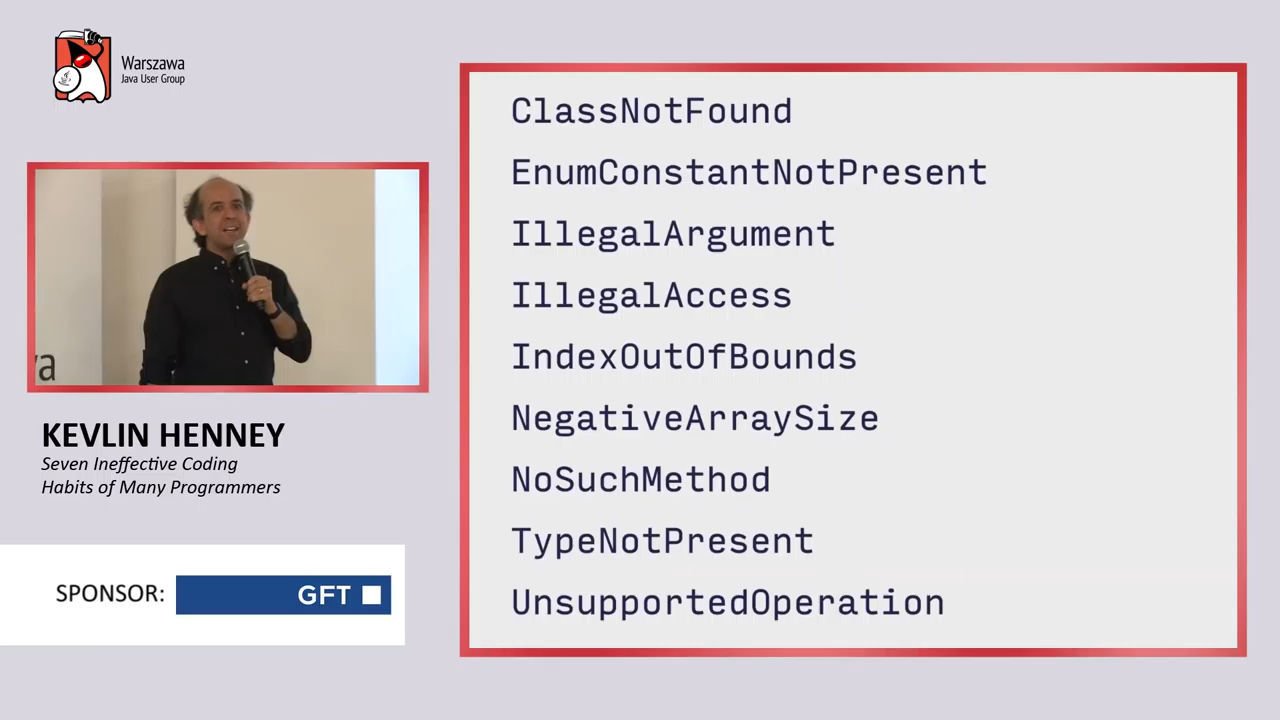 Warszawa
Java User Group
ClassNotFound
EnumConstantNotPresent
IllegalArgument
IllegalAccess
IndexOutOfBounds
NegativeArraySize
NoSuchMethod
TypeNotPresent
UnsupportedOperation
KEVLIN HENNEY
Seven Ineffective Coding
Habits of Many Programmers
SPONSOR:
GFT